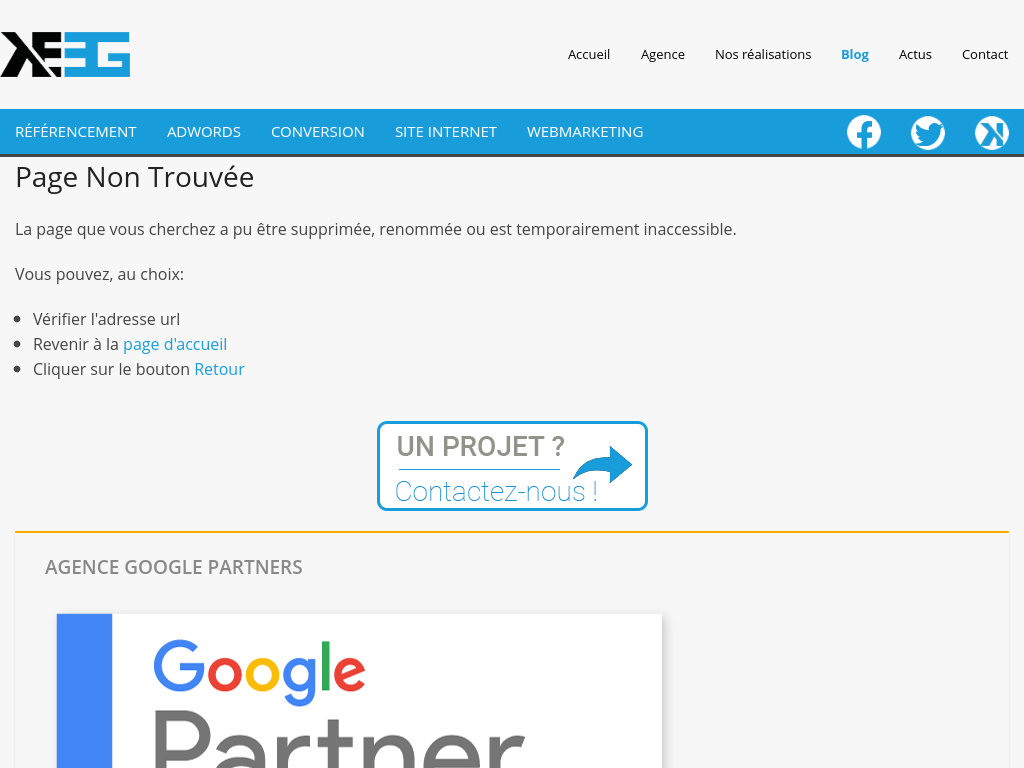 KEEG
Accueil Agence Nos réalisations Blog Actus Contact
RÉFÉRENCEMENT ADWORDS CONVERSION SITE INTERNET WEBMARKETING
Page Non Trouvée
La page que vous cherchez a pu être supprimée, renommée ou est temporairement inaccessible.
Vous pouvez, au choix:
Vérifier l'adresse url
Revenir à la page d'accueil
Cliquer sur le bouton Retour
UN PROJET ?
Contactez-nous !
AGENCE GOOGLE PARTNERS
Google
Partner